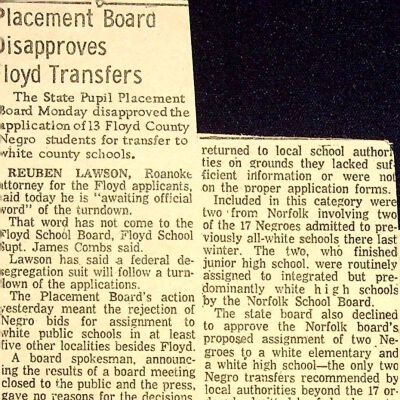 Placement Board
Disapproves
Floyd Transfers
The State Pupil Placement
Board Monday disapproved the
application of 13 Floyd County
Negro students for transfer to
white county schools.
REUBEN LAWSON, Roanoke
attorney for the Floyd applicants,
said today he is "awaiting official
word" of the turndown.
That word has not come to the
Floyd School Board, Floyd School
Supt. James Combs said.
Lawson has said a federal de-
segregation suit will follow a turn-
down of the applications.
The Placement Board's action
yesterday meant the rejection of
Negro bids for assignment to
white public schools in at least
five other localities besides Floyd.
A board spokesman, announc-
ing the results of a board meeting
closed to the public and the press,
gave no reasons for the decisions
returned to local school authori-
ties on grounds they lacked suf-
ficient information or were not
on the proper application forms.
Included in this category were
two from Norfolk involving two
of the 17 Negroes admitted to pre-
viously all-white schools there last
winter. The two, who finished
junior high school, were routinely
assigned to integrated but pre-
dominantly white high schools
by the Norfolk School Board.
The state board also declined
to approve the Norfolk board's
proposed assignment of two Ne-
groes to a white elementary and
a white high school—the only two
Negro transfers recommended by
local authorities beyond the 17 or-